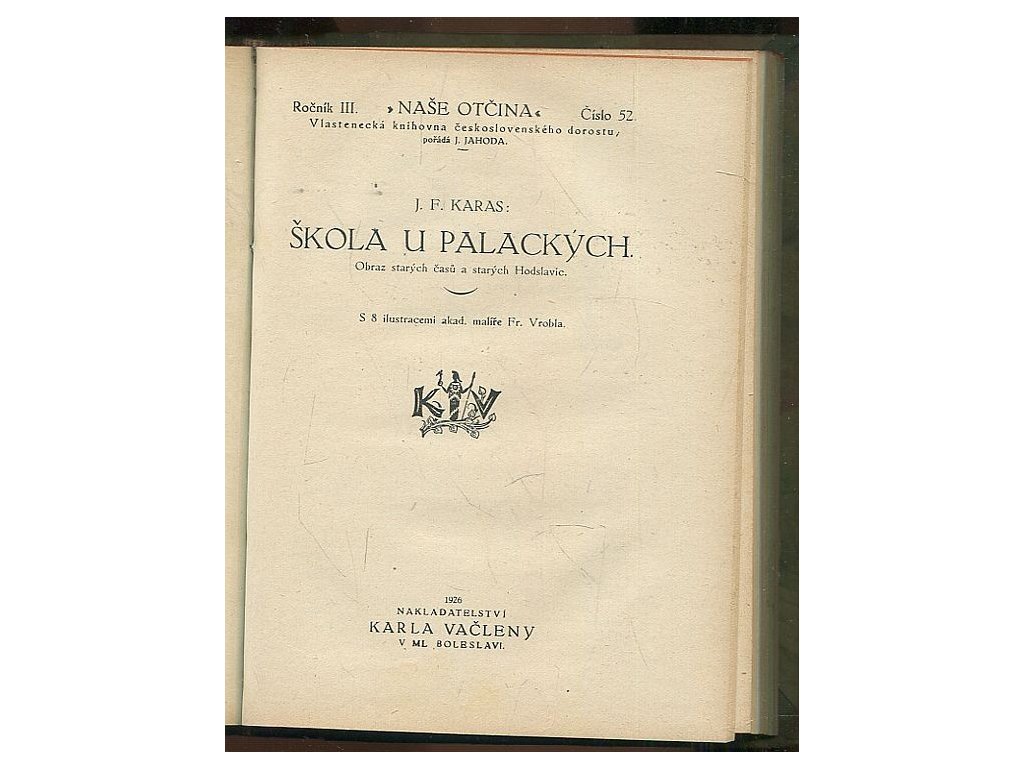 Ročník III. »NAŠE OTČINA« Číslo 52.
Vlastenecká knihovna československého dorostu,
pořádá J. JAHODA.
J. F. KARAS:
ŠKOLA U PALACKÝCH.
Obraz starých časů a starých Hodslavic.
S 8 ilustracemi akad. malíře Fr. Vrobla.
K V
1926
NAKLADATELSTVÍ
KARLA VAČLENY
V ML. BOLESLAVI.